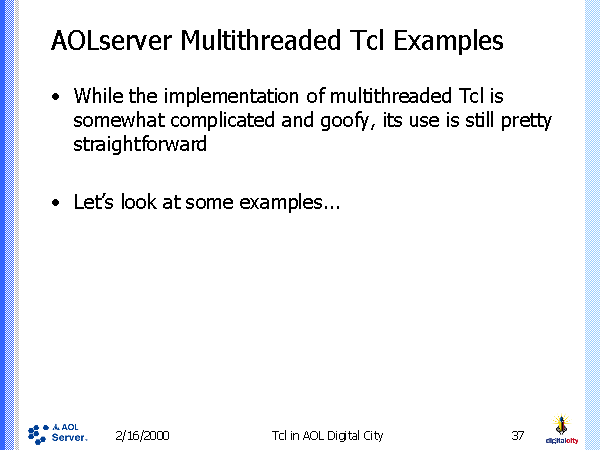 AOLserver Multithreaded Tcl Examples
• While the implementation of multithreaded Tcl is
somewhat complicated and goofy, its use is still pretty
straightforward
• Let’s look at some examples...
AOL
Server.
2/16/2000
Tcl in AOL Digital City
37
digitalcity